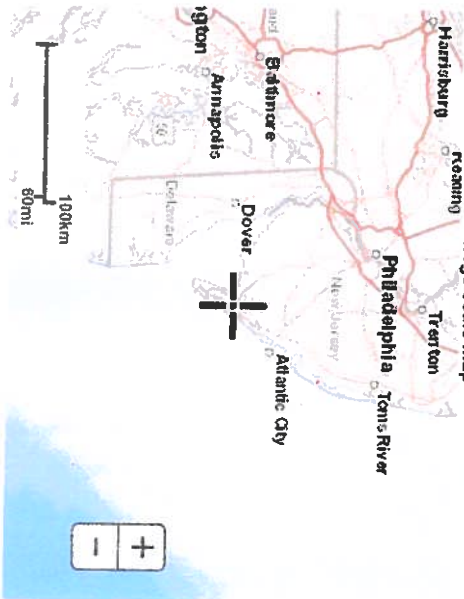 Harrisburg
Reading
Trenton
Philadelphia
Toms River
New Jersey
Baltimore
Annapolis
Dover
Delaware
Atlantic City
100km
60mi
+
−